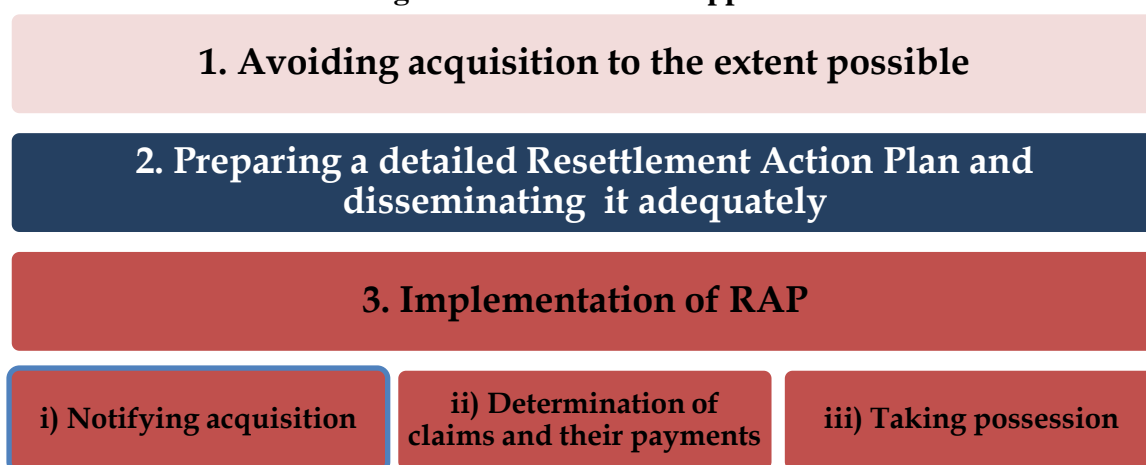 1. Avoiding acquisition to the extent possible
2. Preparing a detailed Resettlement Action Plan and
disseminating it adequately
3. Implementation of RAP
i) Notifying acquisition
ii) Determination of
claims and their payments
iii) Taking possession